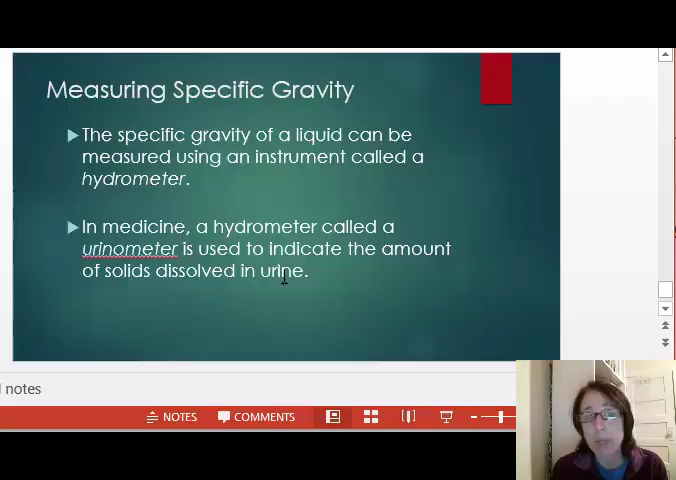 Measuring Specific Gravity
The specific gravity of a liquid can be
measured using an instrument called a
hydrometer.
In medicine, a hydrometer called a
urinometer is used to indicate the amount
of solids dissolved in urine.
notes
NOTES COMMENTS